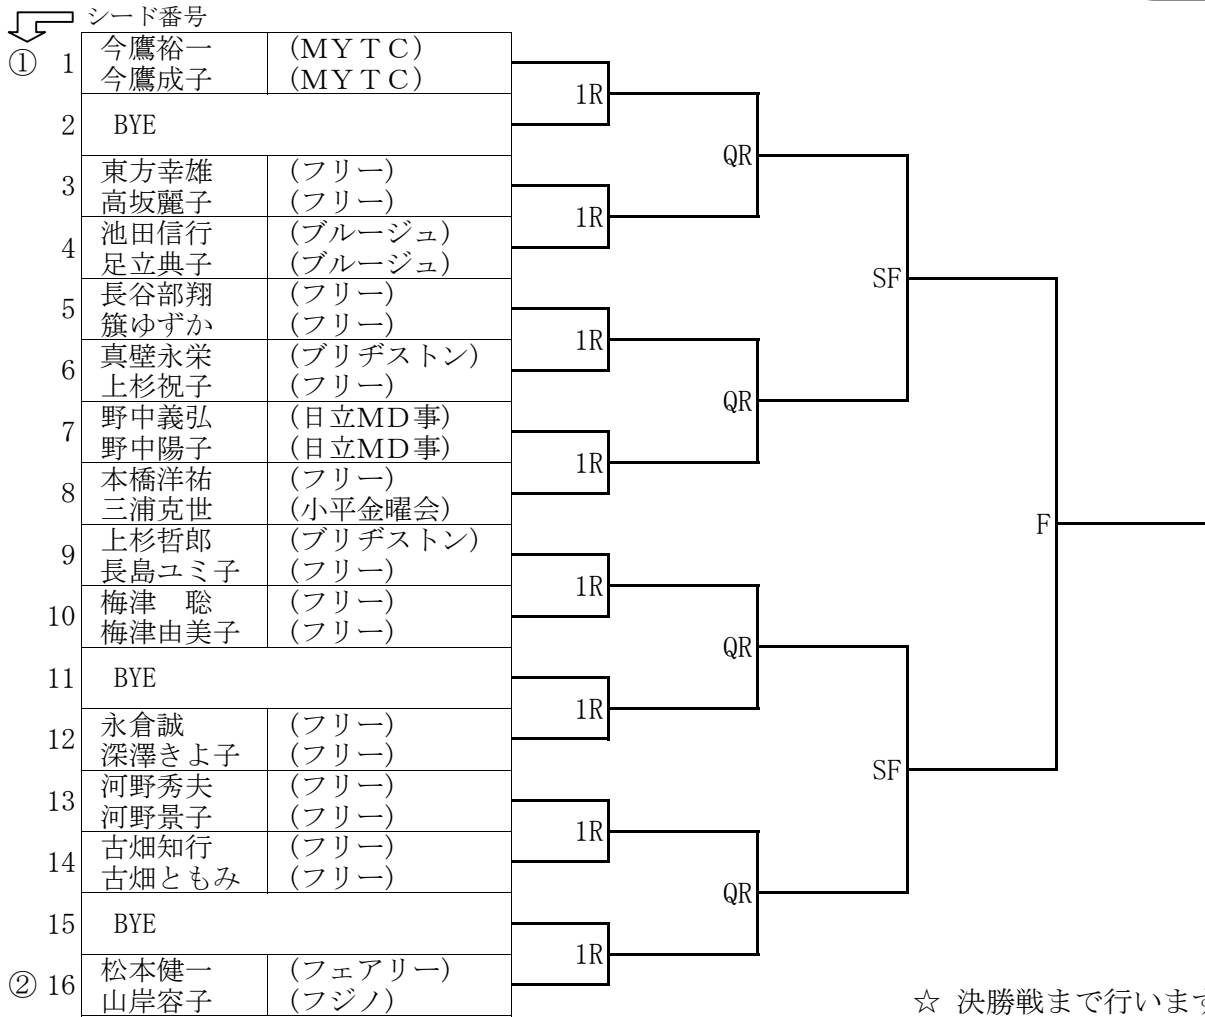 シード番号
① 1 今鷹裕一 (ＭＹＴＣ)
今鷹成子 (ＭＹＴＣ)
2 BYE
3 東方幸雄 (フリー)
高坂麗子 (フリー)
4 池田信行 (ブルージュ)
足立典子 (ブルージュ)
5 長谷部翔 (フリー)
籏ゆずか (フリー)
6 真壁永栄 (ブリヂストン)
上杉祝子 (フリー)
7 野中義弘 (日立ＭＤ事)
野中陽子 (日立ＭＤ事)
8 本橋洋祐 (フリー)
三浦克世 (小平金曜会)
9 上杉哲郎 (ブリヂストン)
長島ユミ子 (フリー)
10 梅津　聡 (フリー)
梅津由美子 (フリー)
11 BYE
12 永倉誠 (フリー)
深澤きよ子 (フリー)
13 河野秀夫 (フリー)
河野景子 (フリー)
14 古畑知行 (フリー)
古畑ともみ (フリー)
15 BYE
② 16 松本健一 (フェアリー)
山岸容子 (フジノ)
1R
1R
1R
1R
1R
1R
1R
1R
QR
QR
QR
QR
SF
SF
F
☆ 決勝戦まで行います